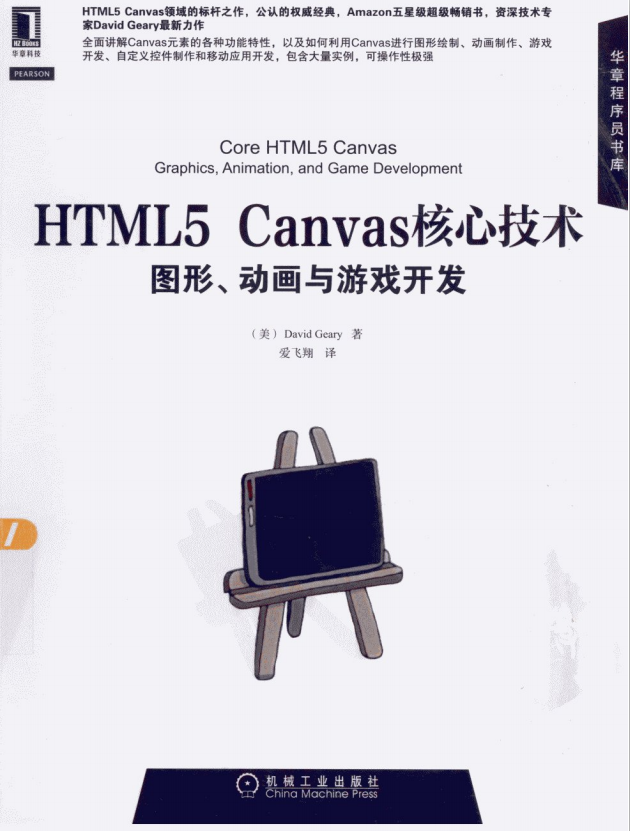 HTML5 Canvas领域的标杆之作，公认的权威经典，Amazon五星级超级畅销书，资深技术专
家David Geary最新力作
全面讲解Canvas元素的各种功能特性，以及如何利用Canvas进行图形绘制、动画制作、游戏
开发、自定义控件制作和移动应用开发，包含大量实例，可操作性极强
HZ Books
华章科技
PEARSON
华章程序员书库
Core HTML5 Canvas
Graphics, Animation, and Game Development
HTML5 Canvas核心技术
图形、动画与游戏开发
（美）David Geary 著
爱飞翔 译
机械工业出版社
China Machine Press